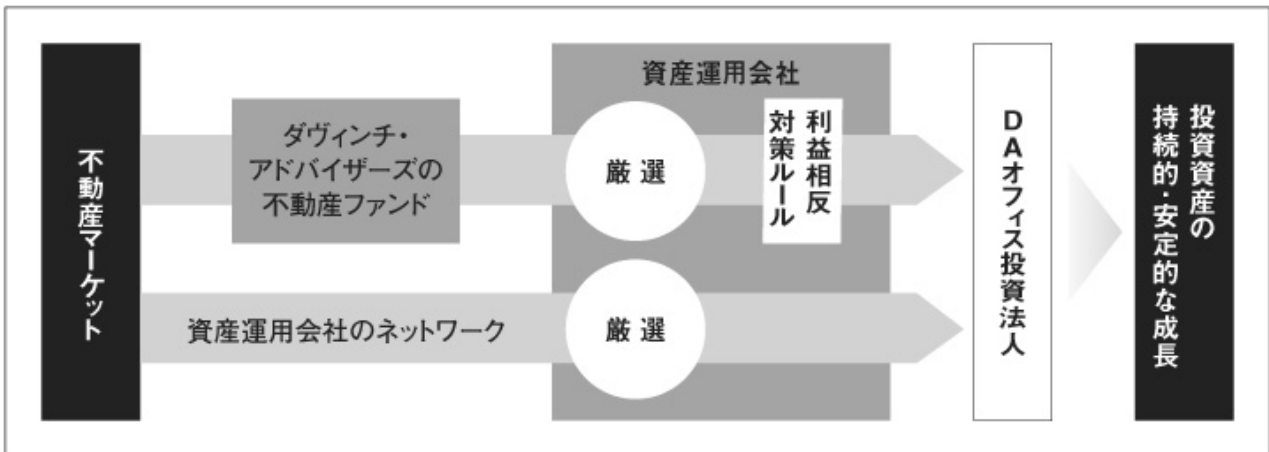 不動産マーケット
ダヴィンチ・
アドバイザーズの
不動産ファンド
資産運用会社のネットワーク
資産運用会社
厳選
利益相反
対策ルール
厳選
DAオフィス投資法人
投資資産の
持続的・安定的な成長